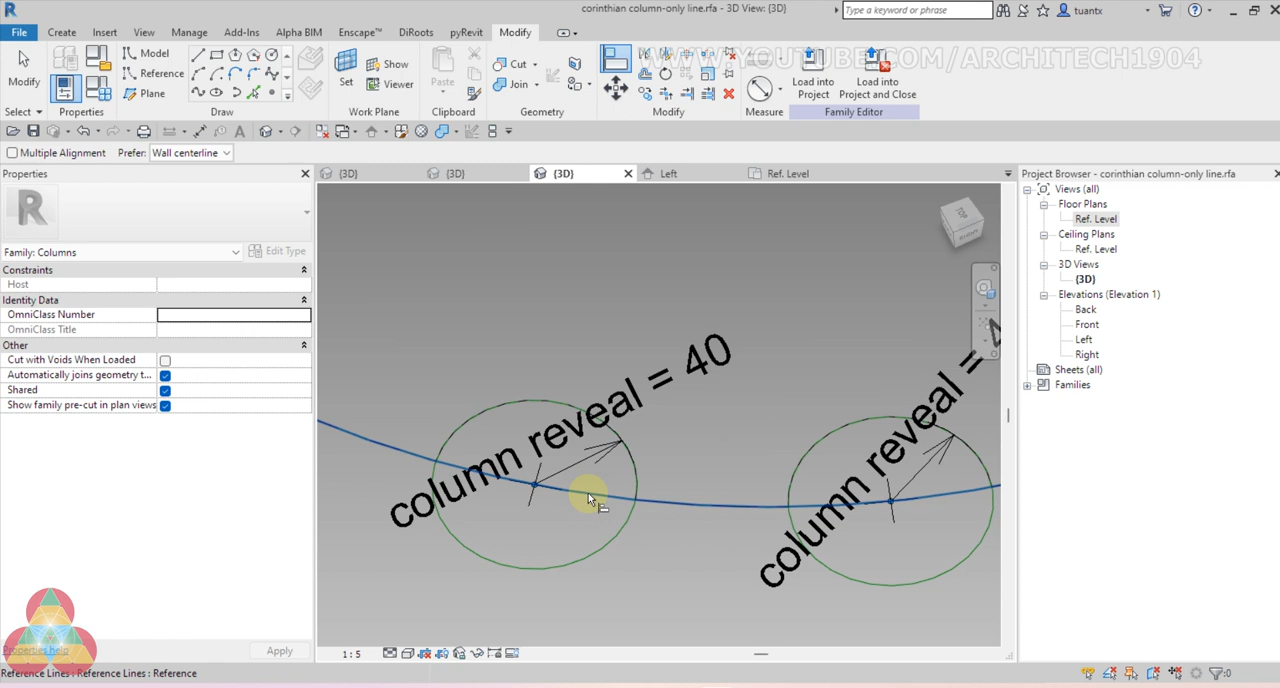 corinthian column-only line.rfa - 3D View: {3D}
Type a keyword or phrase
tuantx
File Create Insert View Manage Add-Ins Alpha BIM Enscape™ DiRoots pyRevit Modify
WWW.YOUTUBE.COM/ARCHITECH1904
Modify
Select
Properties
Model
Reference
Plane
Draw
Set
Show
Viewer
Work Plane
Paste
Clipboard
Cut
Join
Geometry
Modify
Measure
Load into
Project
Load into
Project and Close
Family Editor
Multiple Alignment Prefer: Wall centerline
Properties
R
Family: Columns
Edit Type
Constraints
Host
Identity Data
OmniClass Number
OmniClass Title
Other
Cut with Voids When Loaded
Automatically joins geometry t...
Shared
Show family pre-cut in plan views
Properties help
Apply
{3D}
{3D}
{3D}
Left
Ref. Level
TOP
column reveal = 40
column reveal = 4
1:5
Project Browser - corinthian column-only line.rfa
Views (all)
Floor Plans
Ref. Level
Ceiling Plans
Ref. Level
3D Views
{3D}
Elevations (Elevation 1)
Back
Front
Left
Right
Sheets (all)
Families
Reference Lines : Reference Lines : Reference
:0